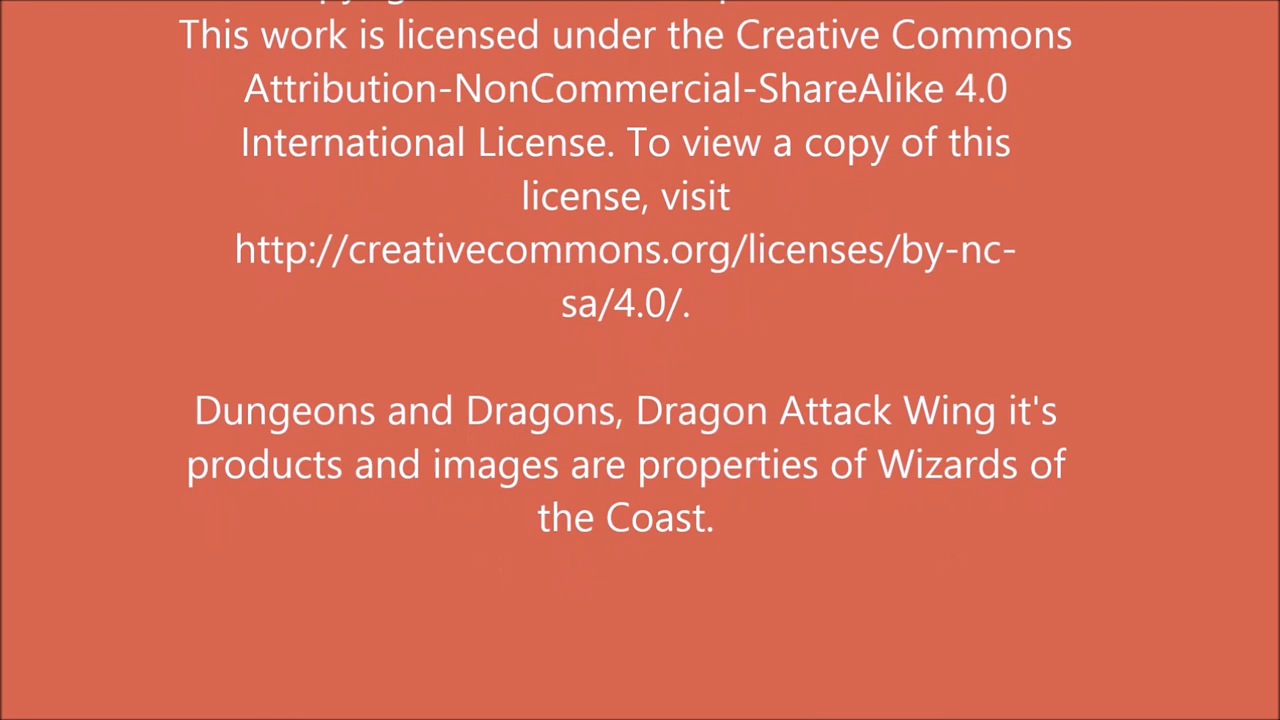 This work is licensed under the Creative Commons
Attribution-NonCommercial-ShareAlike 4.0
International License. To view a copy of this
license, visit
http://creativecommons.org/licenses/by-nc-
sa/4.0/.
Dungeons and Dragons, Dragon Attack Wing it's
products and images are properties of Wizards of
the Coast.